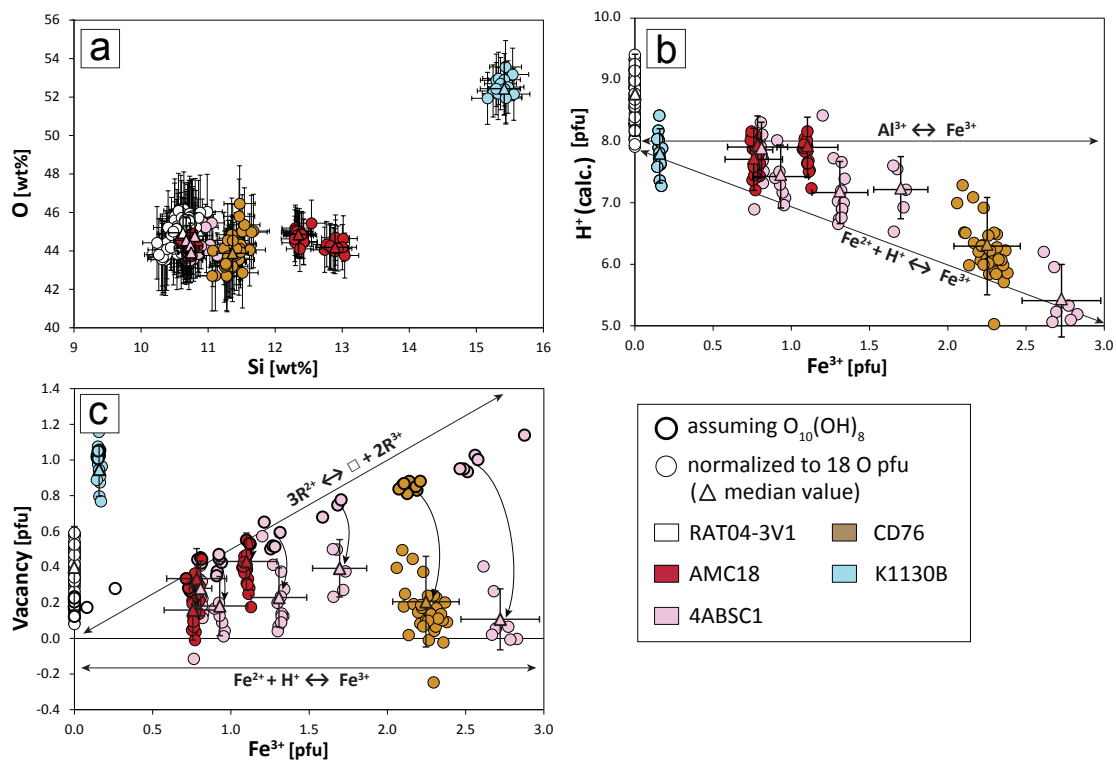 a
56
54
52
50
48
46
44
42
40
O [wt%]
9 10 11 12 13 14 15 16
Si [wt%]
b
10.0
9.0
8.0
7.0
6.0
5.0
H⁺ (calc.) [pfu]
Al³⁺ ↔ Fe³⁺
Fe²⁺ + H⁺ ↔ Fe³⁺
0.0 0.5 1.0 1.5 2.0 2.5 3.0
Fe³⁺ [pfu]
c
1.4
1.2
1.0
0.8
0.6
0.4
0.2
0.0
-0.2
-0.4
Vacancy [pfu]
3R²⁺ ↔ □ + 2R³⁺
Fe²⁺ + H⁺ ↔ Fe³⁺
0.0 0.5 1.0 1.5 2.0 2.5 3.0
Fe³⁺ [pfu]
assuming O₁₀(OH)₈
normalized to 18 O pfu
(△ median value)
RAT04-3V1 CD76
AMC18 K1130B
4ABSC1